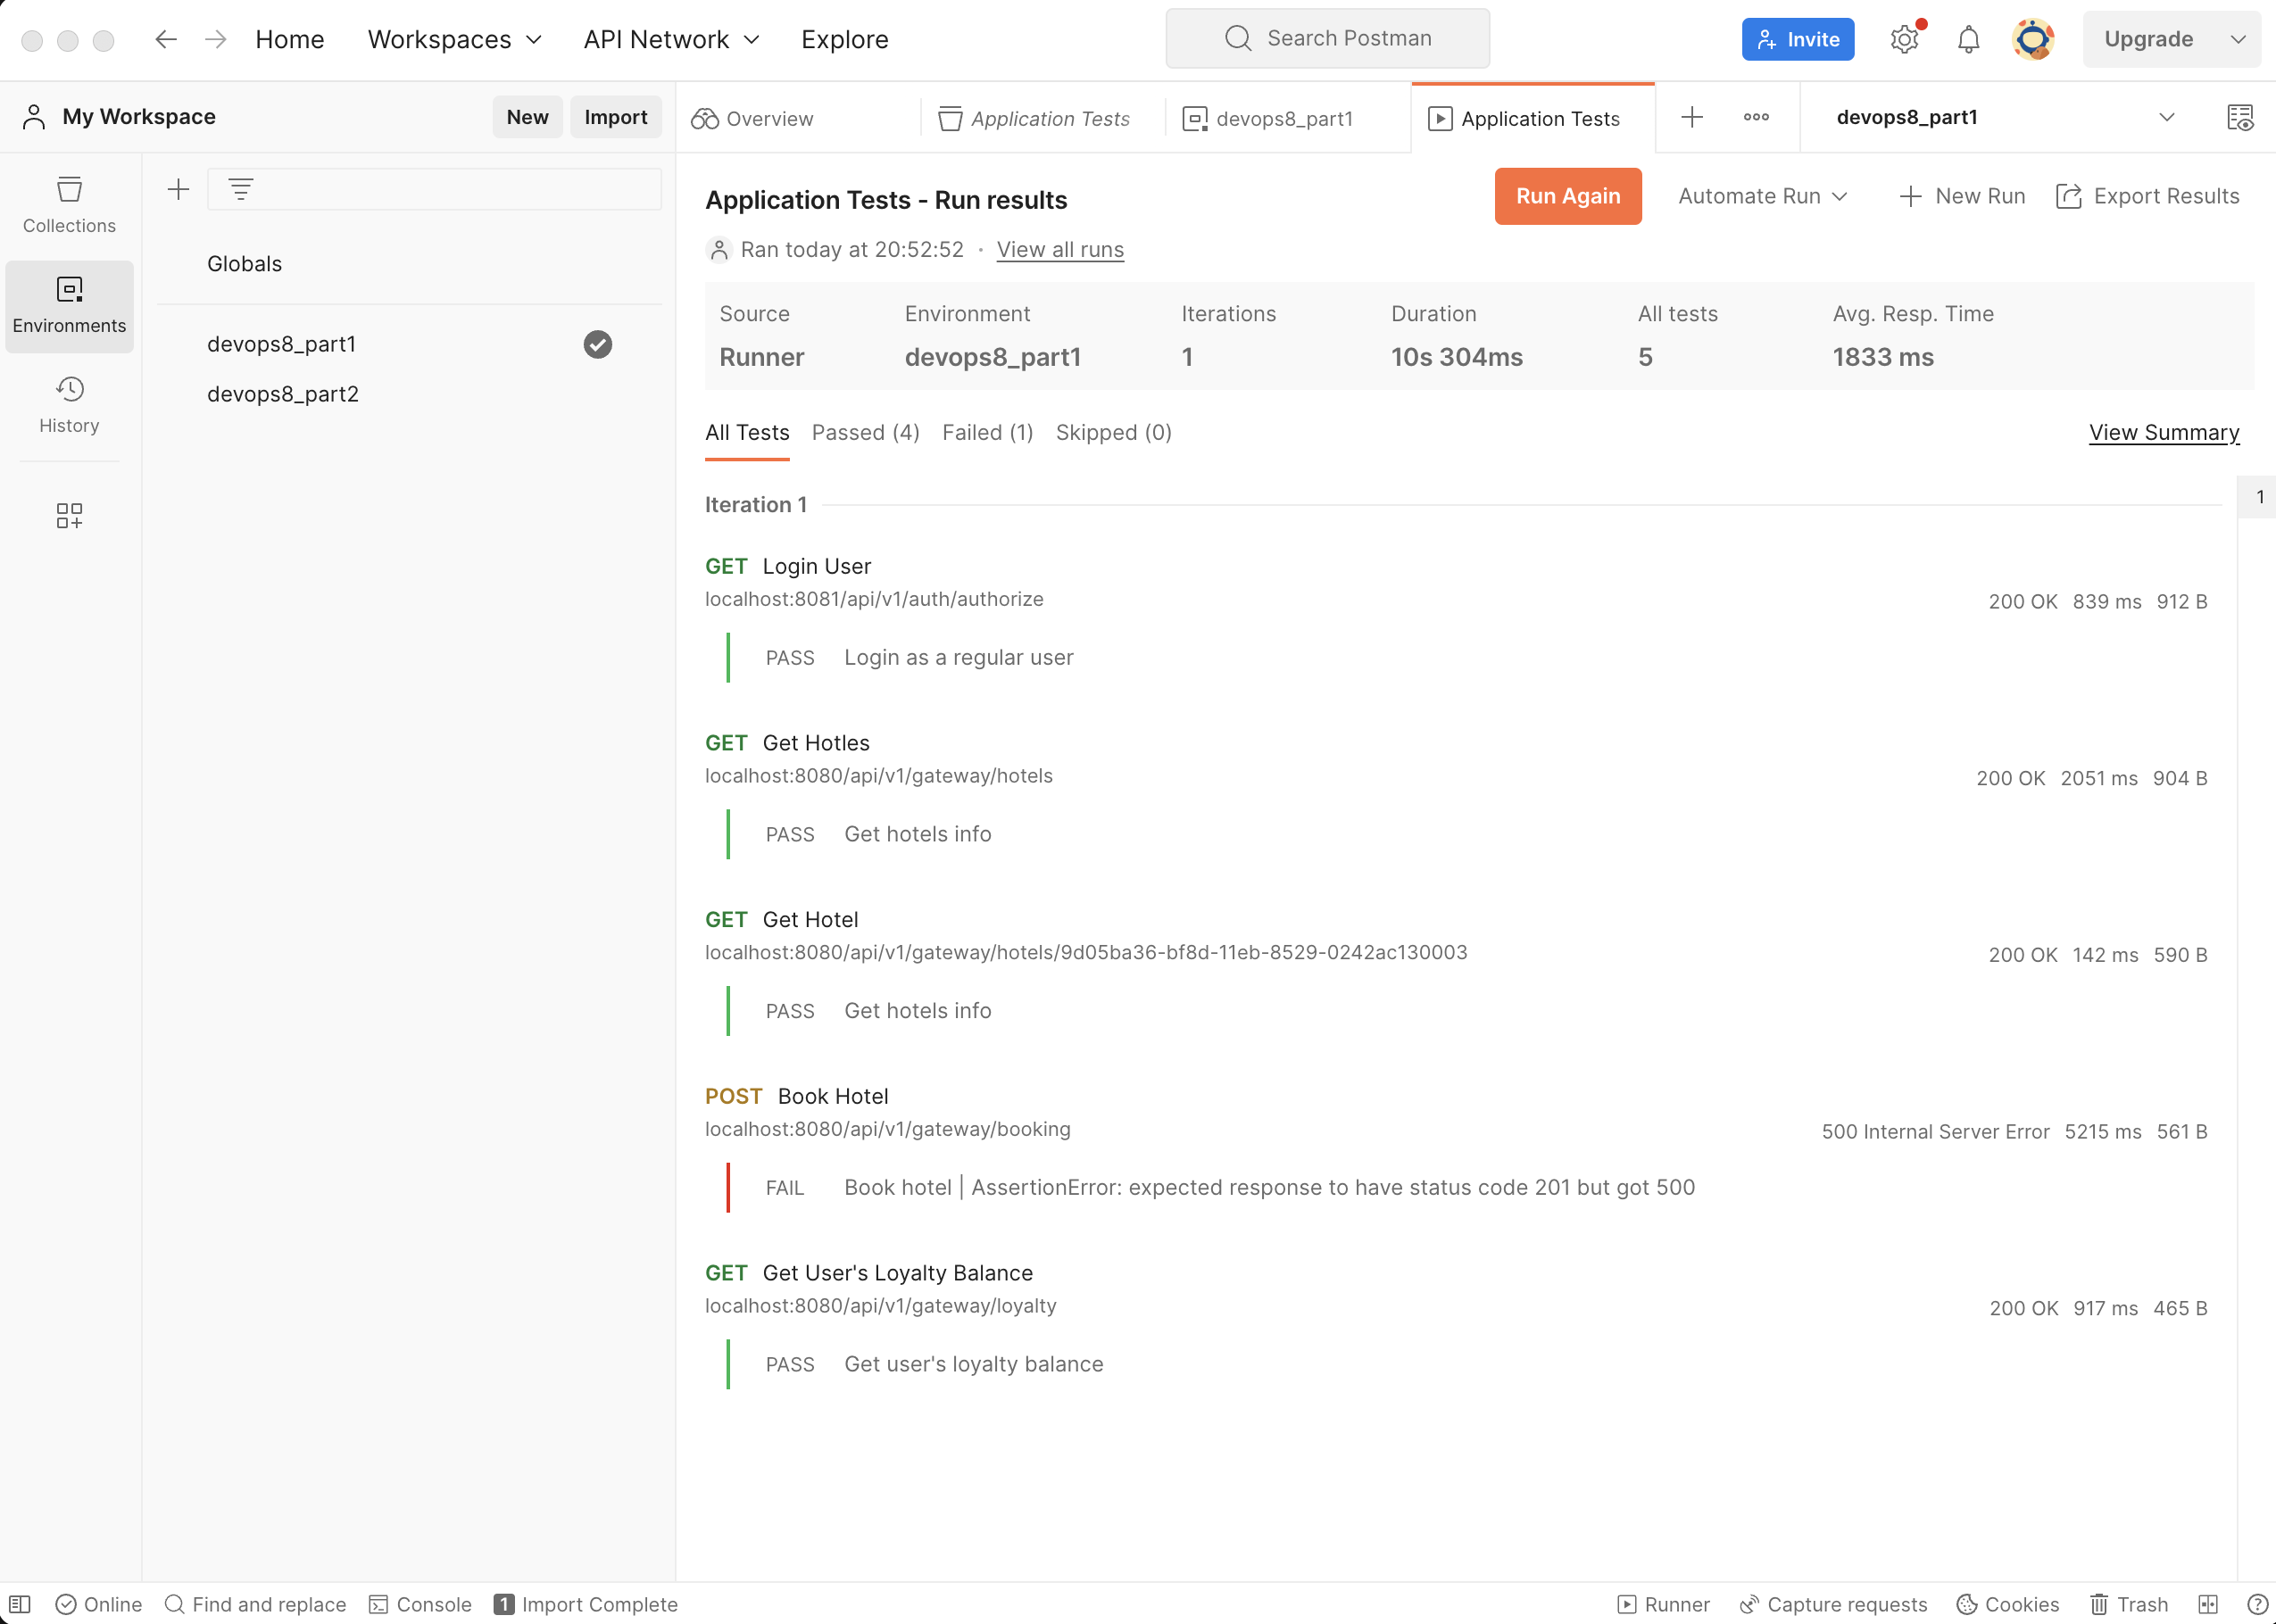 Home Workspaces API Network Explore Search Postman Invite Upgrade
My Workspace New Import Overview Application Tests devops8_part1 Application Tests devops8_part1
Collections
Environments
History
Globals
devops8_part1
devops8_part2
Application Tests - Run results Run Again Automate Run New Run Export Results
Ran today at 20:52:52 · View all runs
Source Environment Iterations Duration All tests Avg. Resp. Time
Runner devops8_part1 1 10s 304ms 5 1833 ms
All Tests Passed (4) Failed (1) Skipped (0) View Summary
Iteration 1 1
GET Login User
localhost:8081/api/v1/auth/authorize 200 OK 839 ms 912 B
PASS Login as a regular user
GET Get Hotles
localhost:8080/api/v1/gateway/hotels 200 OK 2051 ms 904 B
PASS Get hotels info
GET Get Hotel
localhost:8080/api/v1/gateway/hotels/9d05ba36-bf8d-11eb-8529-0242ac130003 200 OK 142 ms 590 B
PASS Get hotels info
POST Book Hotel
localhost:8080/api/v1/gateway/booking 500 Internal Server Error 5215 ms 561 B
FAIL Book hotel | AssertionError: expected response to have status code 201 but got 500
GET Get User's Loyalty Balance
localhost:8080/api/v1/gateway/loyalty 200 OK 917 ms 465 B
PASS Get user's loyalty balance
Online Find and replace Console 1 Import Complete Runner Capture requests Cookies Trash